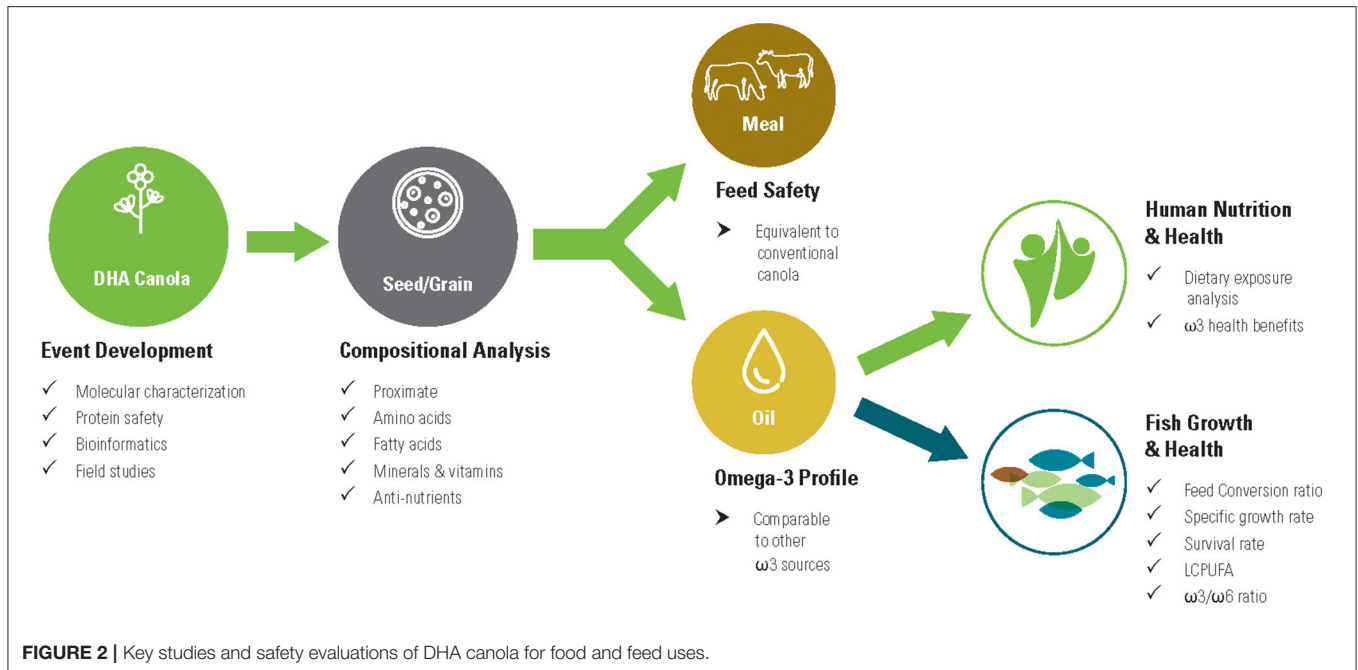 DHA Canola
Event Development
✓ Molecular characterization
✓ Protein safety
✓ Bioinformatics
✓ Field studies
Seed/Grain
Compositional Analysis
✓ Proximate
✓ Amino acids
✓ Fatty acids
✓ Minerals & vitamins
✓ Anti-nutrients
Meal
Feed Safety
➤ Equivalent to
conventional
canola
Oil
Omega-3 Profile
➤ Comparable
to other
ω3 sources
Human Nutrition
& Health
✓ Dietary exposure
analysis
✓ ω3 health benefits
Fish Growth
& Health
✓ Feed Conversion ratio
✓ Specific growth rate
✓ Survival rate
✓ LCPUFA
✓ ω3/ω6 ratio
FIGURE 2 | Key studies and safety evaluations of DHA canola for food and feed uses.